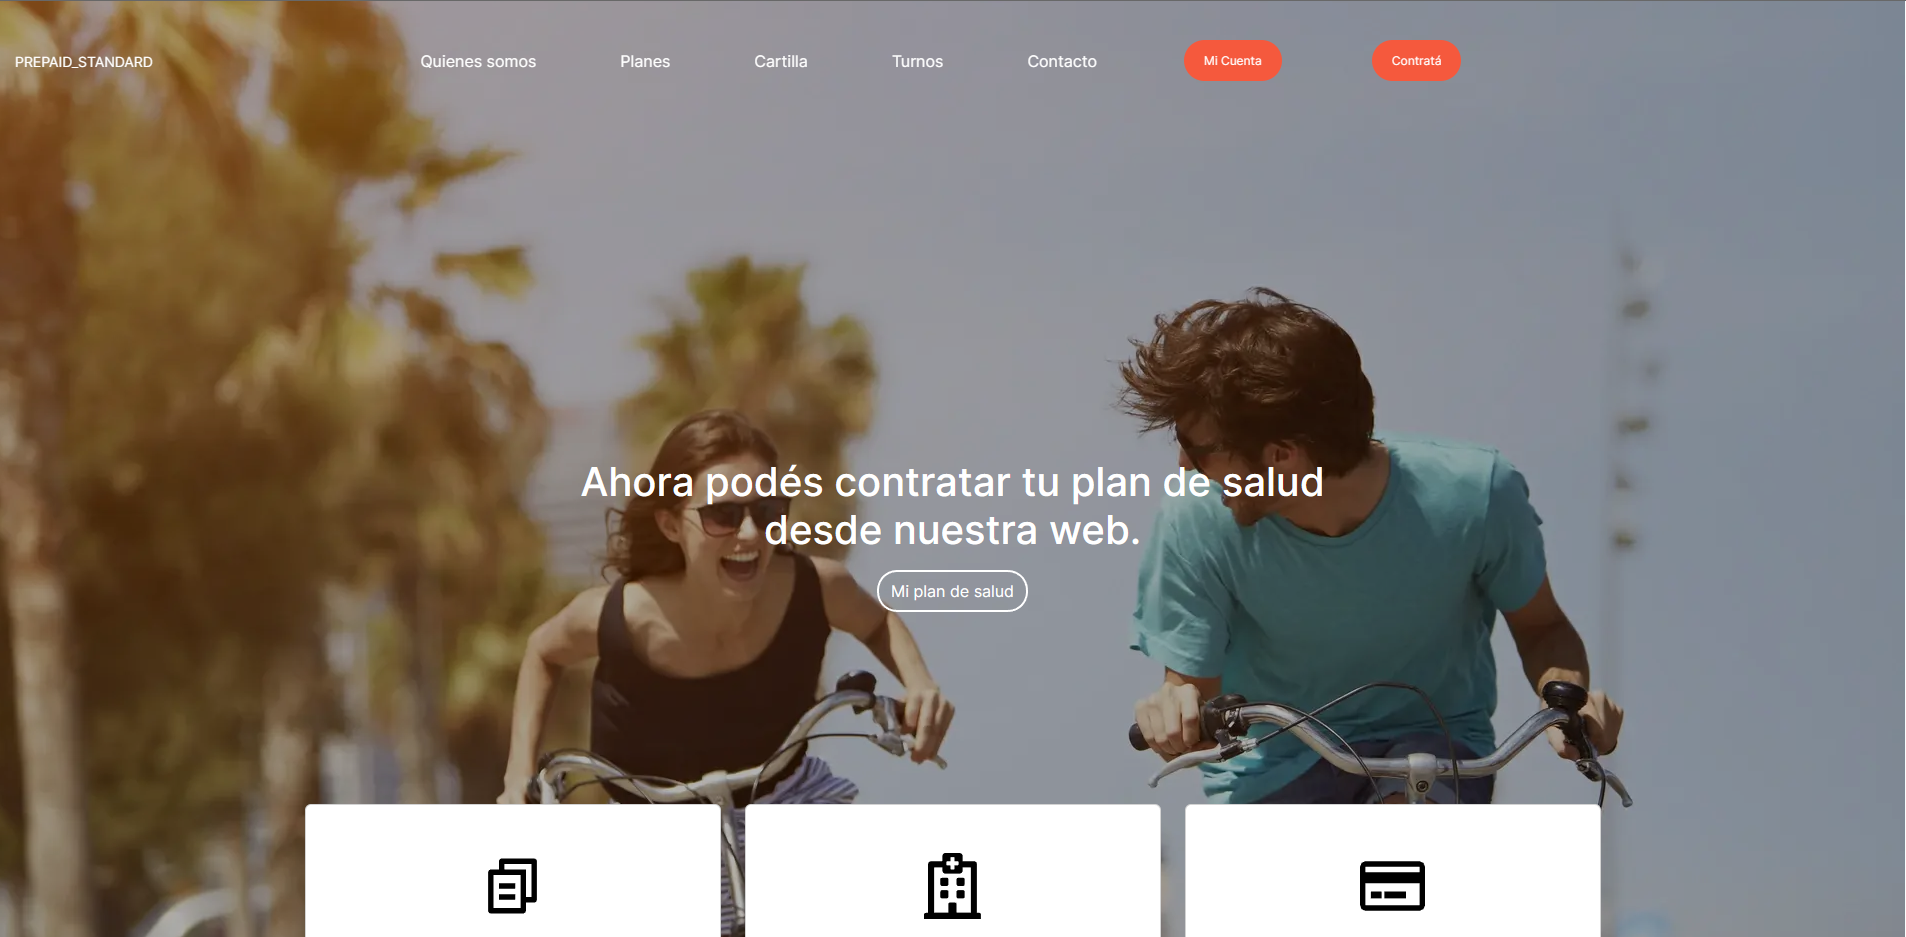 PREPAID_STANDARD
Quienes somos
Planes
Cartilla
Turnos
Contacto
Mi Cuenta
Contratá
Ahora podés contratar tu plan de salud
desde nuestra web.
Mi plan de salud